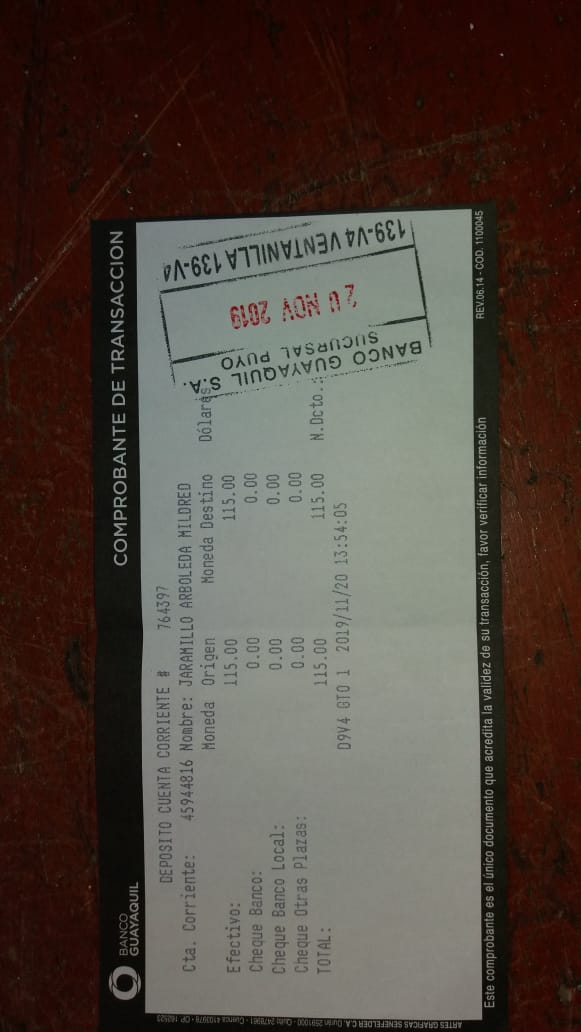 BANCO
GUAYAQUIL
COMPROBANTE DE TRANSACCION
DEPOSITO CUENTA CORRIENTE # 764397
Cta. Corriente: 45944816 Nombre: JARAMILLO ARBOLEDA MILDRED
Moneda Origen Moneda Destino Dólares
Efectivo: 115.00 115.00
Cheque Banco: 0.00 0.00
Cheque Banco Local: 0.00 0.00
Cheque Otras Plazas: 0.00 0.00
TOTAL: 115.00 115.00 N.Dcto.:
D9V4 GTO 1 2019/11/20 13:54:05
BANCO GUAYAQUIL S.A.
SUCURSAL PUYO
20 NOV 2019
139-V4 VENTANILLA 139-V4
Este comprobante es el único documento que acredita la validez de su transacción, favor verificar información
REV.06.14 - COD. 1100045
ARTES GRAFICAS SENEFELDER C.A.